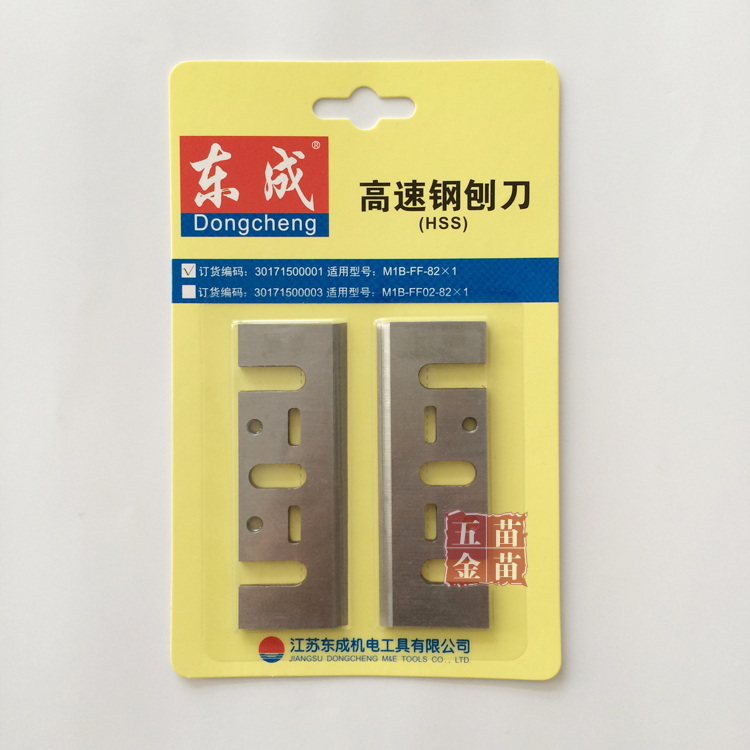 东成®
Dongcheng
高速钢刨刀
(HSS)
订货编码：30171500001 适用型号：M1B-FF-82×1
订货编码：30171500003 适用型号：M1B-FF02-82×1
五苗
金苗
江苏东成机电工具有限公司
JIANGSU DONGCHENG M&E TOOLS CO., LTD.